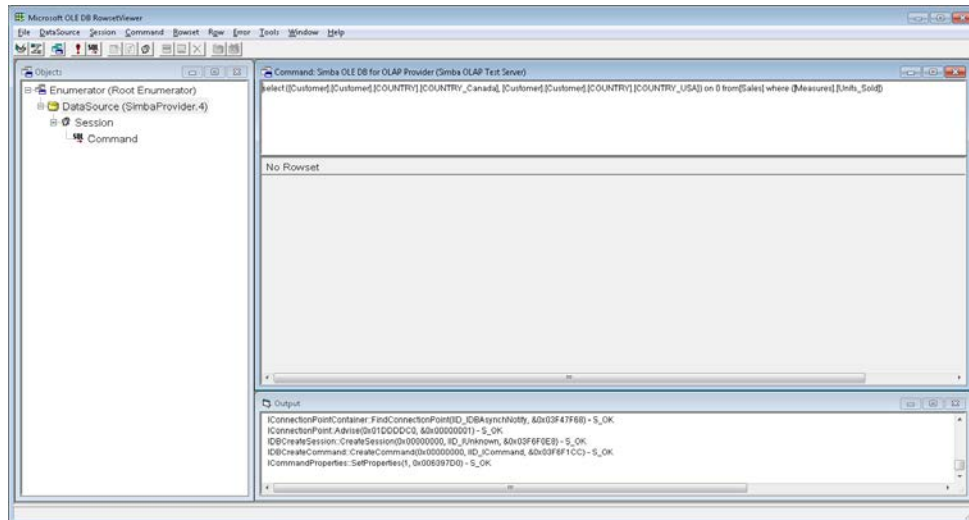 Microsoft OLE DB RowsetViewer
File DataSource Session Command Rowset Row Error Tools Window Help
Objects
Enumerator (Root Enumerator)
DataSource (SimbaProvider.4)
Session
Command
Command: Simba OLE DB for OLAP Provider (Simba OLAP Test Server)
select {[Customer].[Customer].[COUNTRY].[COUNTRY_Canada], [Customer].[Customer].[COUNTRY].[COUNTRY_USA]} on 0 from[Sales] where ([Measures].[Units_Sold])
No Rowset
Output
IConnectionPointContainer::FindConnectionPoint(IID_IDBAsynchNotify, &0x03F47F68) - S_OK
IConnectionPoint::Advise(0x01DDDDC0, &0x00000001) - S_OK
IDBCreateSession::CreateSession(0x00000000, IID_IUnknown, &0x03F6F0E8) - S_OK
IDBCreateCommand::CreateCommand(0x00000000, IID_ICommand, &0x03F6F1CC) - S_OK
ICommandProperties::SetProperties(1, 0x006397D0) - S_OK